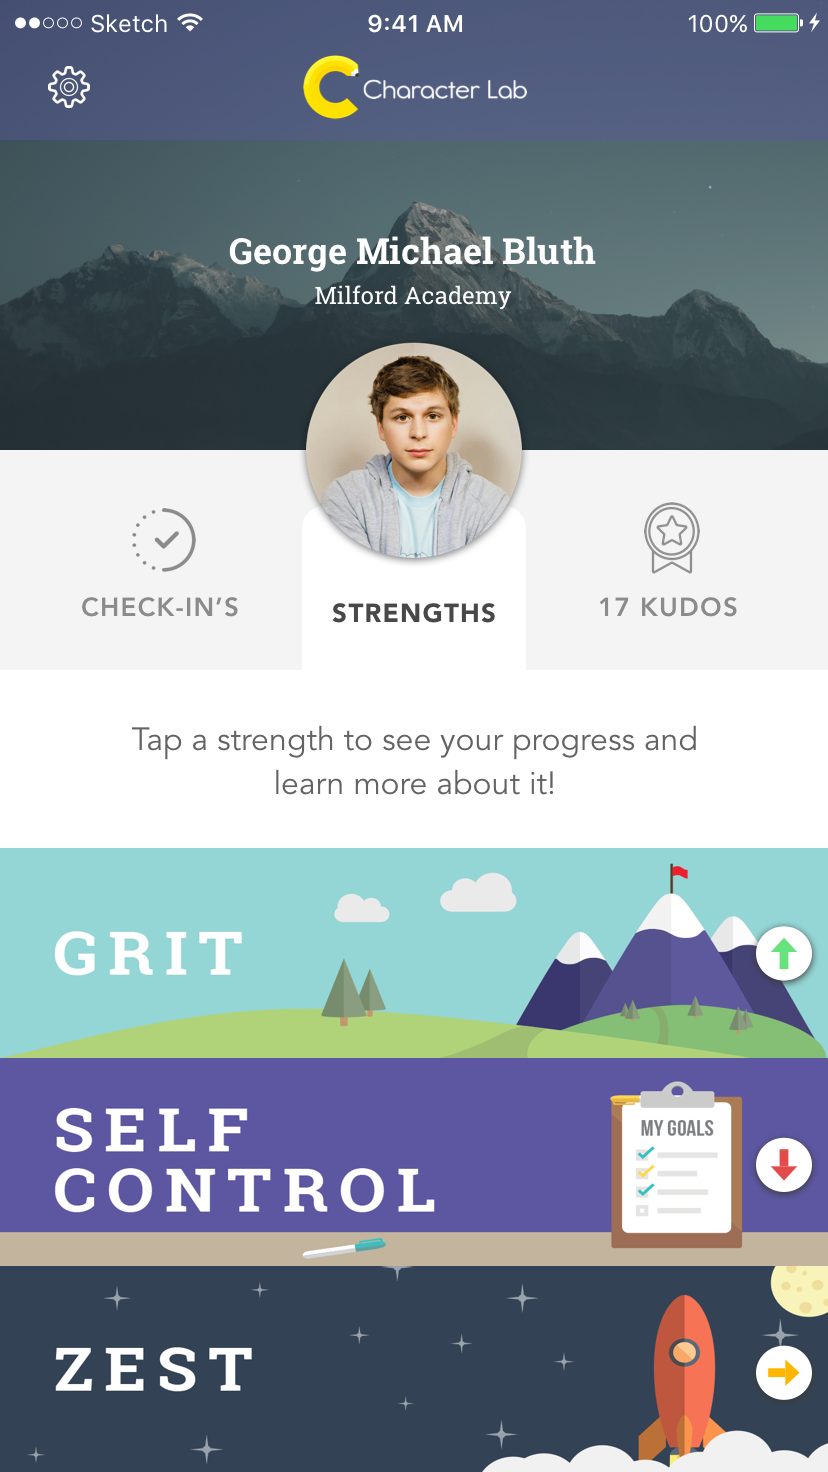 Sketch 9:41 AM 100%
Character Lab
George Michael Bluth
Milford Academy
CHECK-IN’S
STRENGTHS
17 KUDOS
Tap a strength to see your progress and
learn more about it!
GRIT
SELF
CONTROL
MY GOALS
ZEST